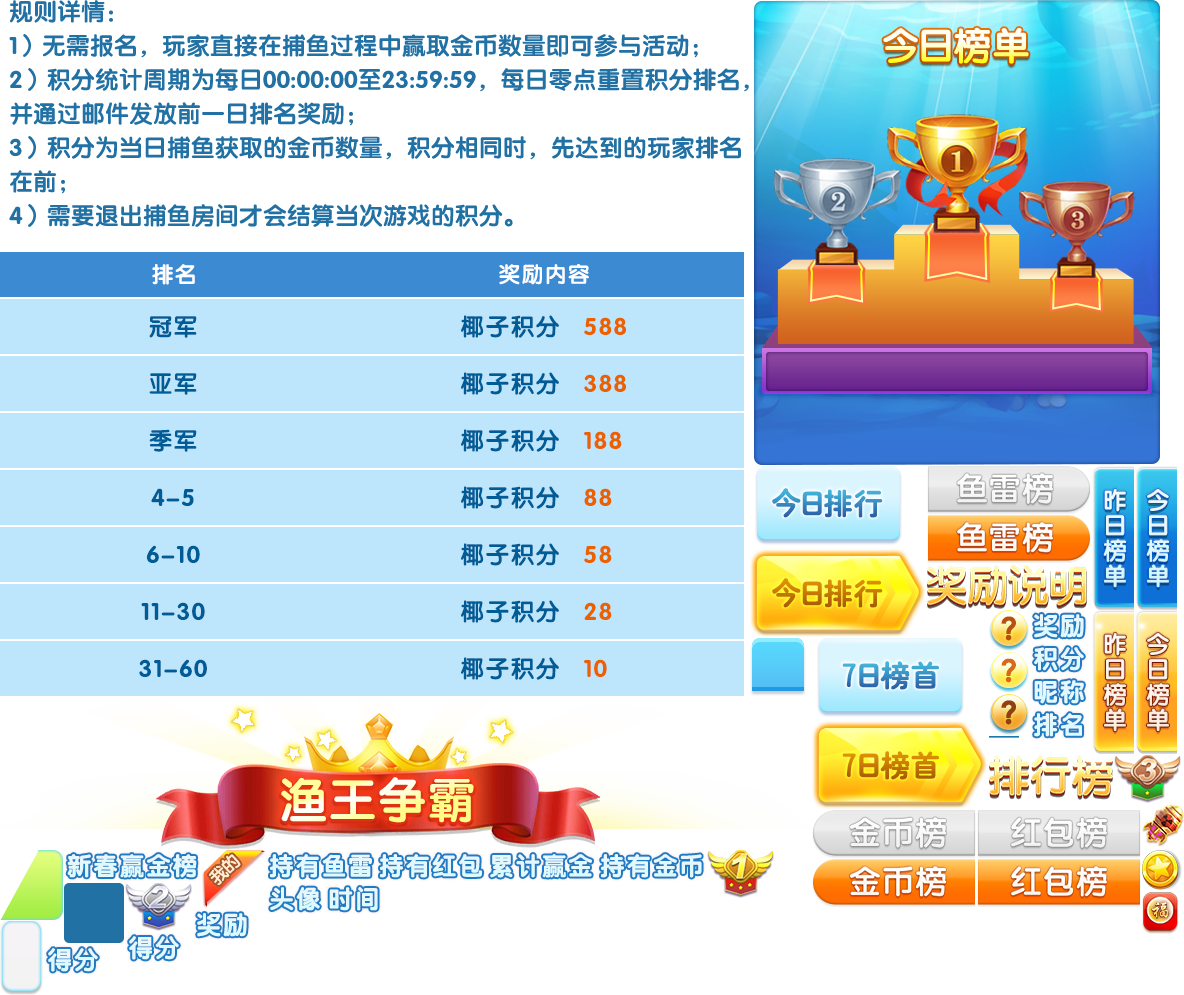 规则详情：
1）无需报名，玩家直接在捕鱼过程中赢取金币数量即可参与活动；
2）积分统计周期为每日00:00:00至23:59:59，每日零点重置积分排名，
并通过邮件发放前一日排名奖励；
3）积分为当日捕鱼获取的金币数量，积分相同时，先达到的玩家排名
在前；
4）需要退出捕鱼房间才会结算当次游戏的积分。
排名 奖励内容
冠军 椰子积分 588
亚军 椰子积分 388
季军 椰子积分 188
4–5 椰子积分 88
6–10 椰子积分 58
11–30 椰子积分 28
31–60 椰子积分 10
渔王争霸
新春赢金榜
我的
持有鱼雷 持有红包 累计赢金 持有金币
头像 时间
1
2
奖励
得分
得分
今日榜单
1
2
3
今日排行
鱼雷榜
鱼雷榜
昨日榜单
今日榜单
今日排行
奖励说明
?
?
?
奖励
积分
昵称
排名
昨日榜单
今日榜单
7日榜首
7日榜首
排行榜
3
金币榜 红包榜
金币榜 红包榜
福